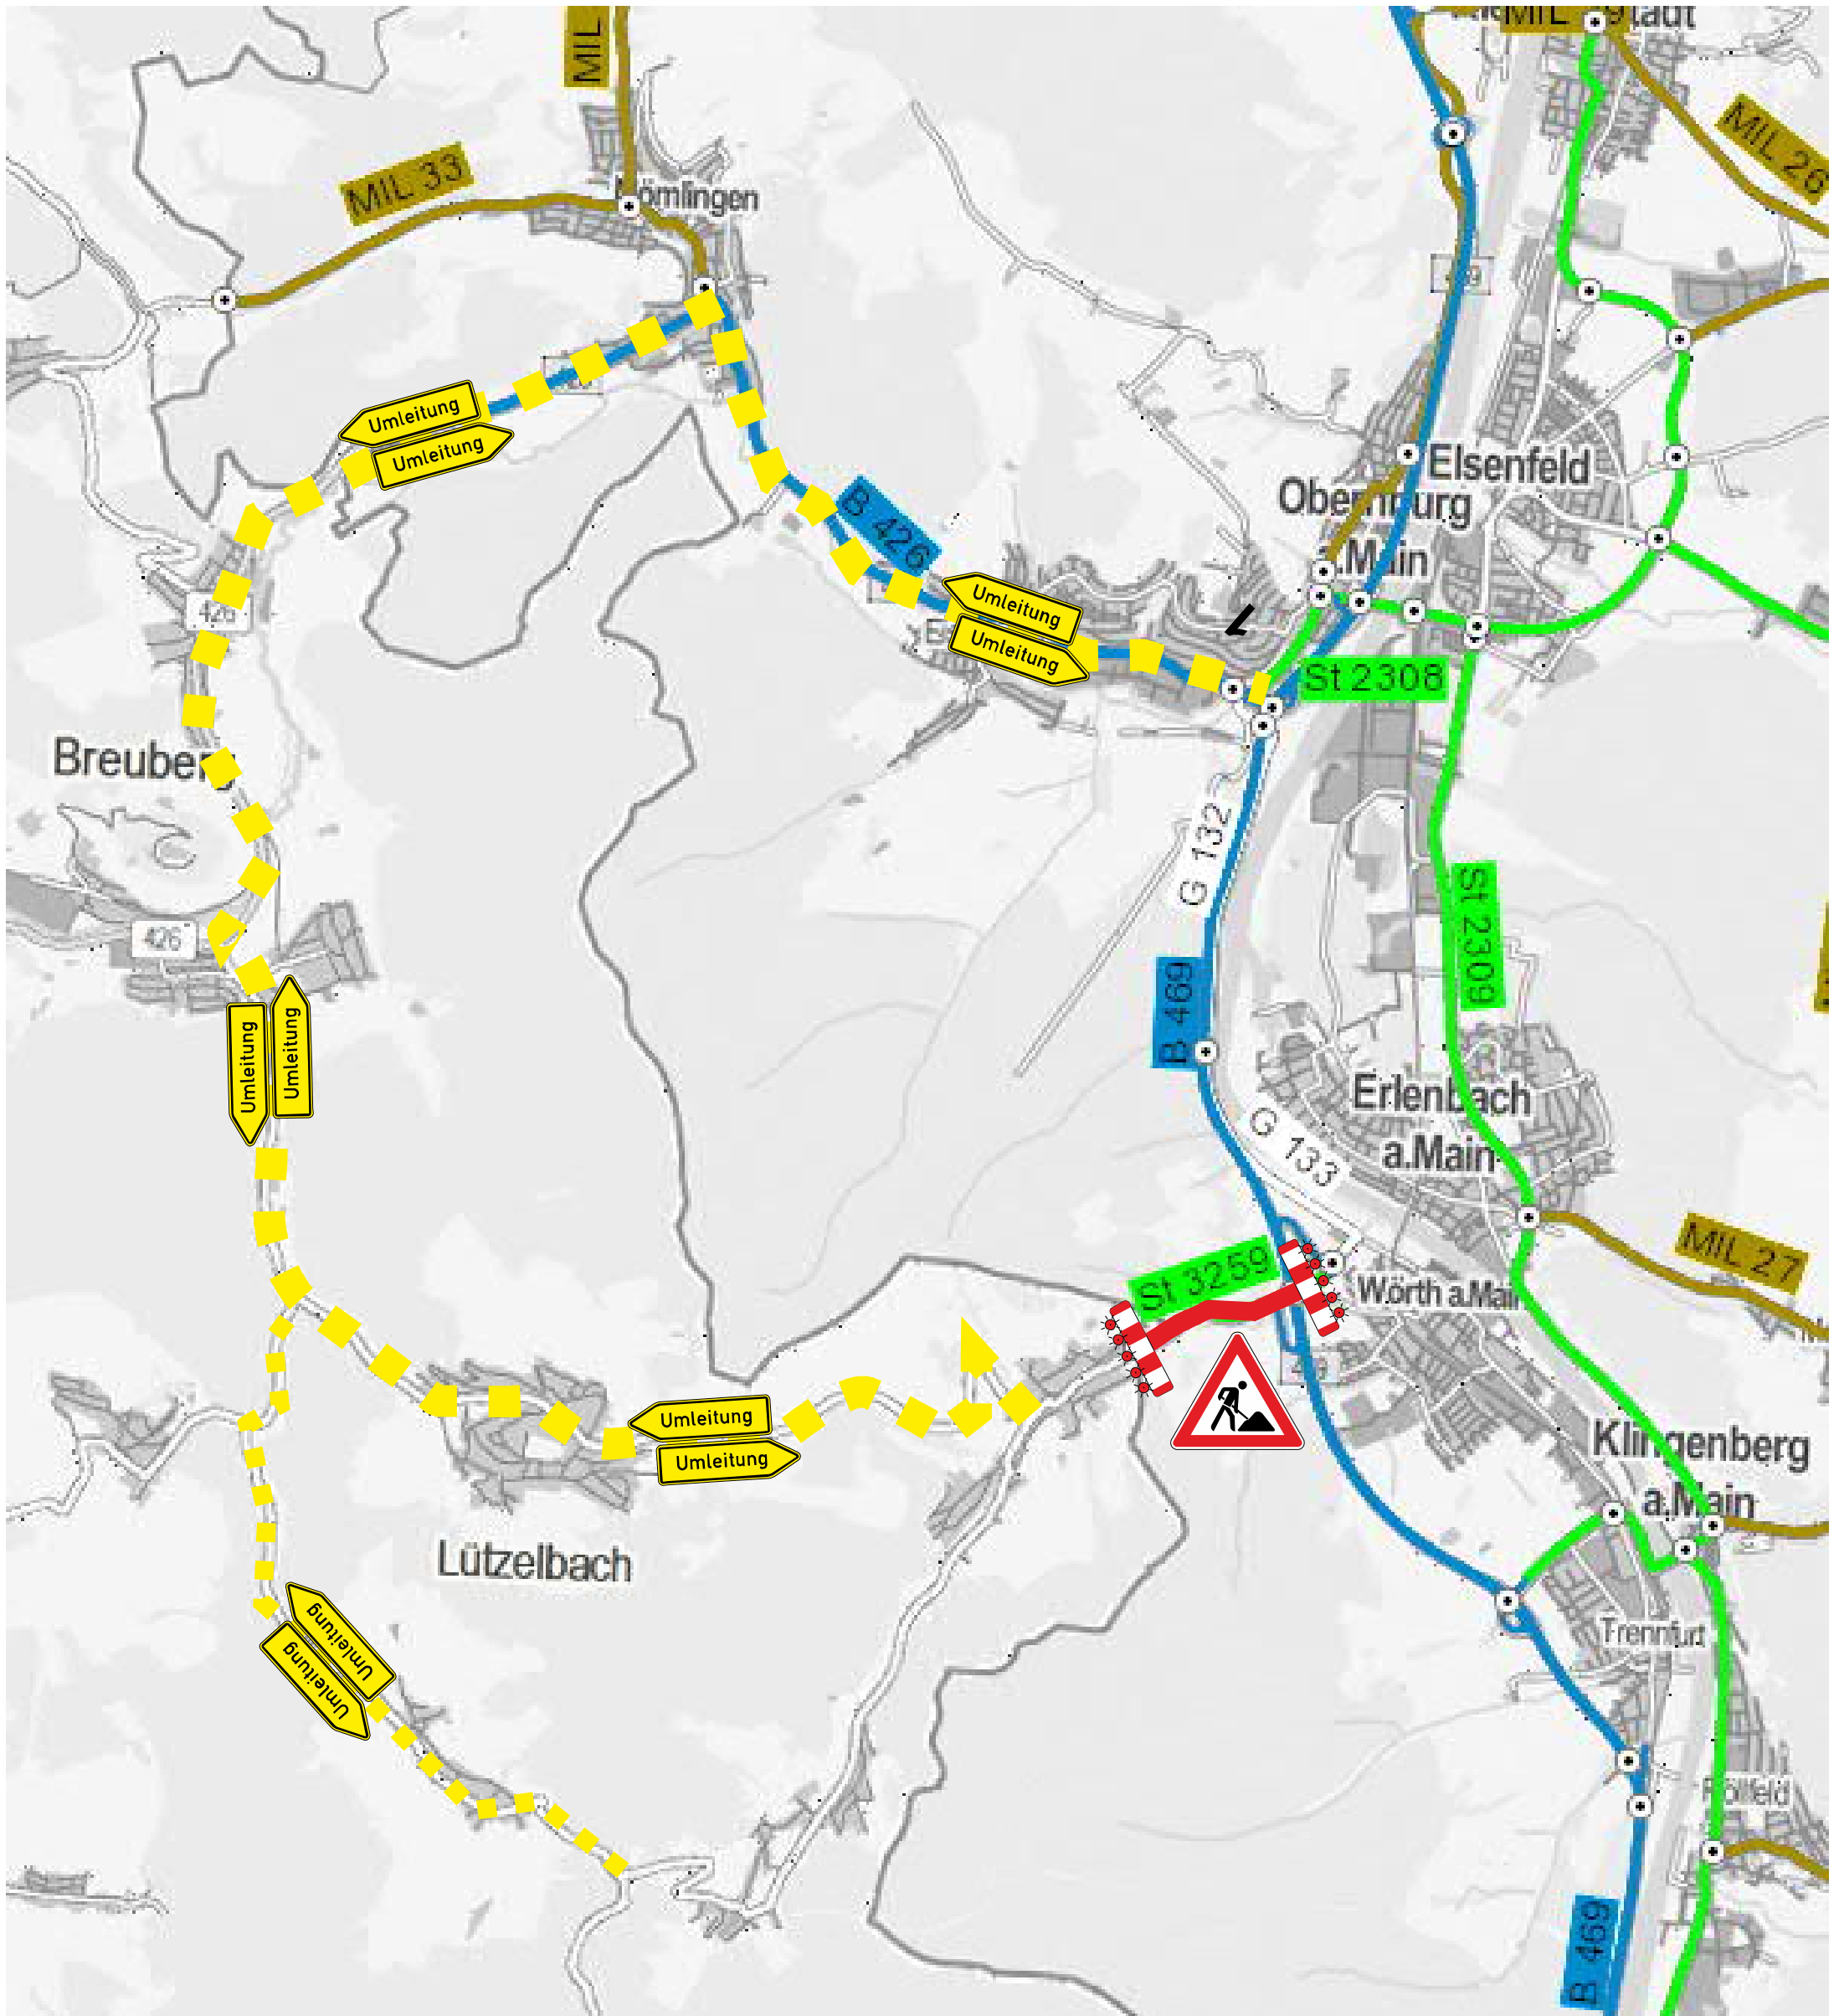 MIL
MIL 33
MIL 26
Elsenfeld
a.Main
B 426
Umleitung
Umleitung
Umleitung
Umleitung
St 2308
426
Breuberg
G 132
426
St 2309
B 469
Umleitung
Umleitung
Erlenbach
a.Main
G 133
MIL 27
St 3259
Wörth a.Main
Umleitung
Umleitung
Klingenberg
a.Main
Lützelbach
Umleitung
Umleitung
Trennfurt
B 469